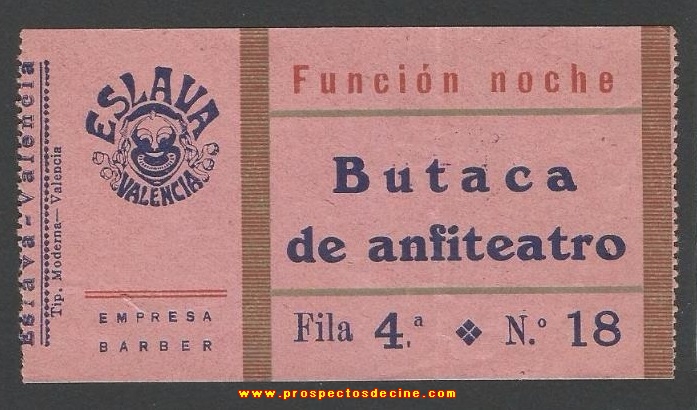 Eslava-Valencia
Tip. Moderna—Valencia
ESLAVA
VALENCIA
EMPRESA
BARBER
Función noche
Butaca
de anfiteatro
Fila 4.ª ❖ N.º 18
www.prospectosdecine.com